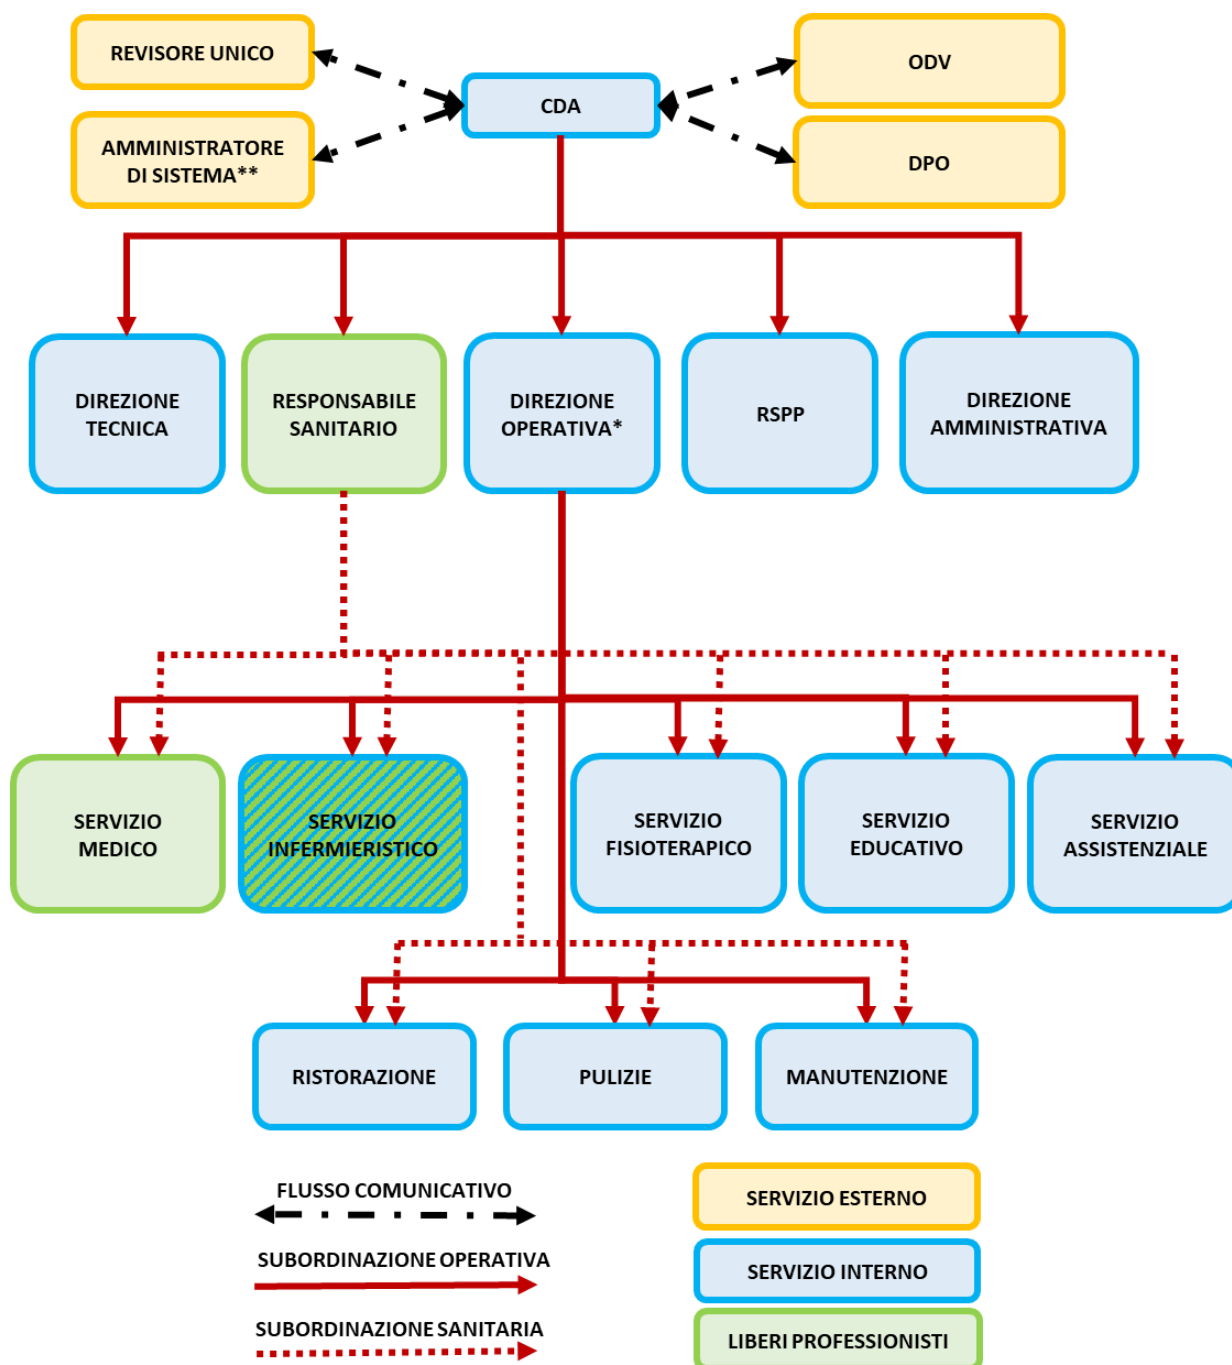 REVISORE UNICO
ODV
CDA
AMMINISTRATORE
DI SISTEMA**
DPO
DIREZIONE
TECNICA
RESPONSABILE
SANITARIO
DIREZIONE
OPERATIVA*
RSPP
DIREZIONE
AMMINISTRATIVA
SERVIZIO
MEDICO
SERVIZIO
INFERMIERISTICO
SERVIZIO
FISIOTERAPICO
SERVIZIO
EDUCATIVO
SERVIZIO
ASSISTENZIALE
RISTORAZIONE
PULIZIE
MANUTENZIONE
FLUSSO COMUNICATIVO
SUBORDINAZIONE OPERATIVA
SUBORDINAZIONE SANITARIA
SERVIZIO ESTERNO
SERVIZIO INTERNO
LIBERI PROFESSIONISTI